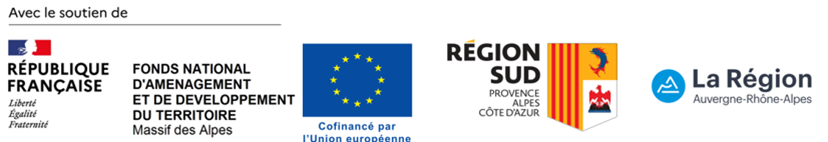 Avec le soutien de
RÉPUBLIQUE
FRANÇAISE
Liberté
Égalité
Fraternité
FONDS NATIONAL
D'AMENAGEMENT
ET DE DEVELOPPEMENT
DU TERRITOIRE
Massif des Alpes
Cofinancé par
l'Union européenne
RÉGION
SUD
PROVENCE
ALPES
CÔTE D'AZUR
La Région
Auvergne-Rhône-Alpes